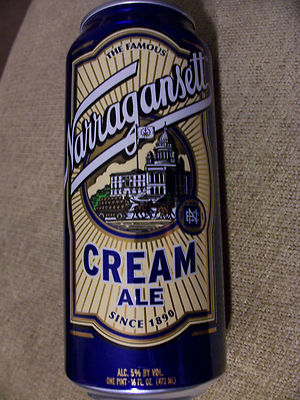 THE FAMOUS
Narragansett
CREAM
ALE
SINCE 1890
ALC. 5% BY VOL.
ONE PINT - 16 FL. OZ. (473 ML)